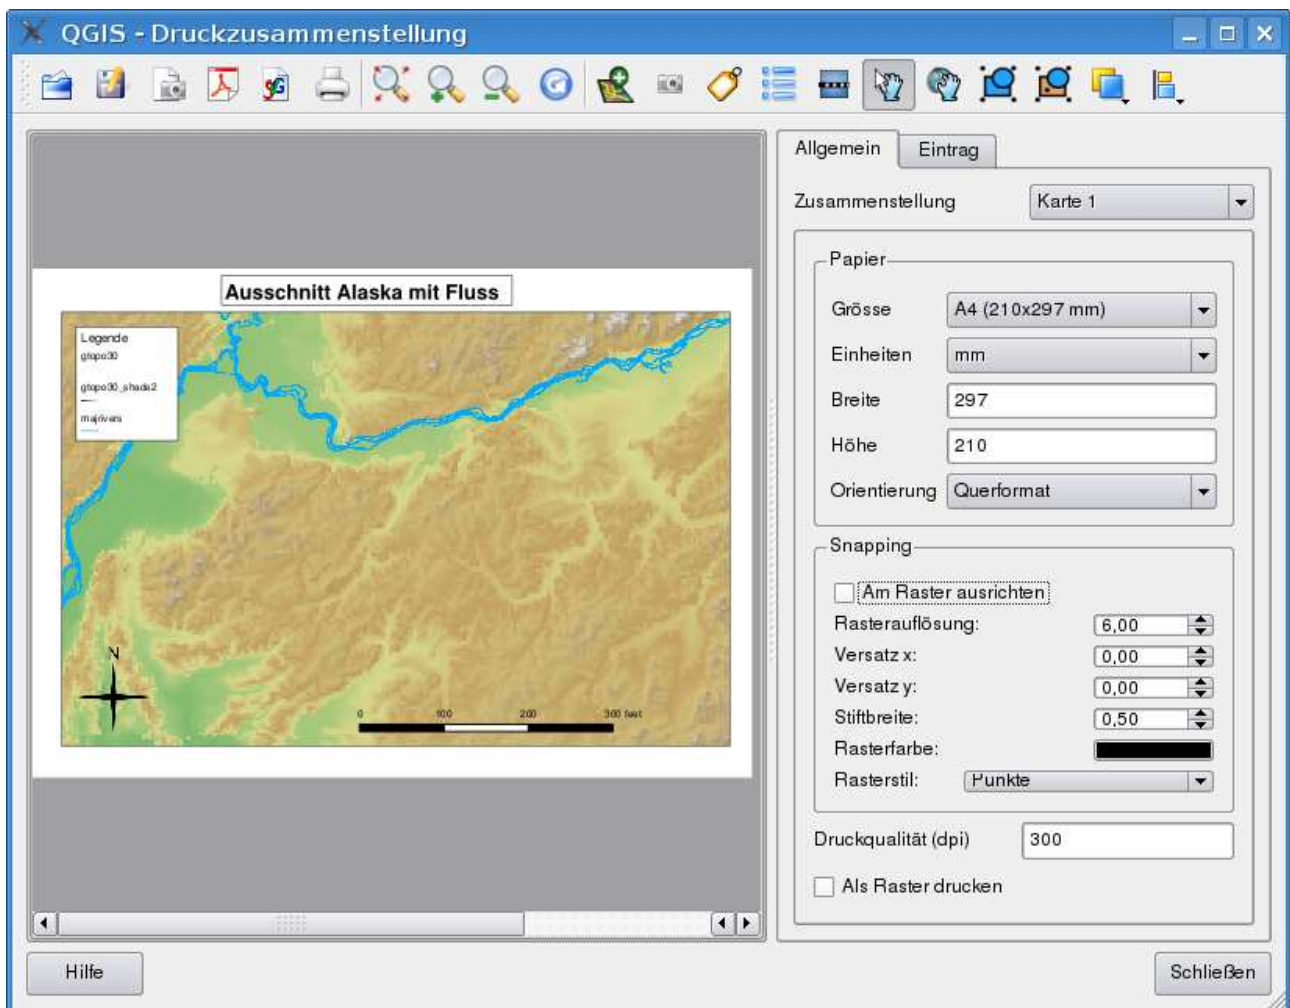 QGIS - Druckzusammenstellung
Allgemein
Eintrag
Zusammenstellung
Karte 1
Papier
Grösse
A4 (210x297 mm)
Einheiten
mm
Breite
297
Höhe
210
Orientierung
Querformat
Snapping
Am Raster ausrichten
Rasterauflösung:
6,00
Versatz x:
0,00
Versatz y:
0,00
Stiftbreite:
0,50
Rasterfarbe:
Rasterstil:
Punkte
Druckqualität (dpi)
300
Als Raster drucken
Ausschnitt Alaska mit Fluss
Legende
gtopo30
gtopo30_shade2
majrivers
N
0 100 200 300 feet
Hilfe
Schließen